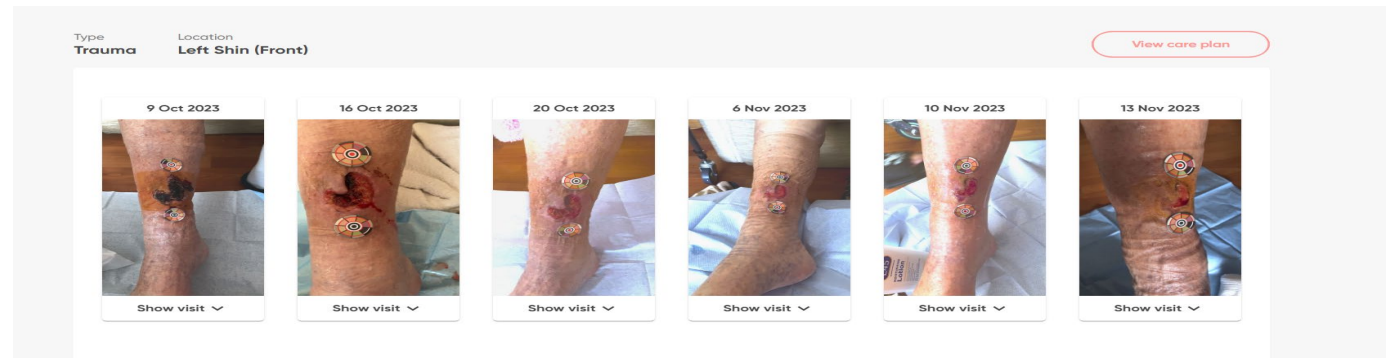 Type Location
Trauma Left Shin (Front)
View care plan
9 Oct 2023 16 Oct 2023 20 Oct 2023 6 Nov 2023 10 Nov 2023 13 Nov 2023
Lotion
Show visit Show visit Show visit Show visit Show visit Show visit